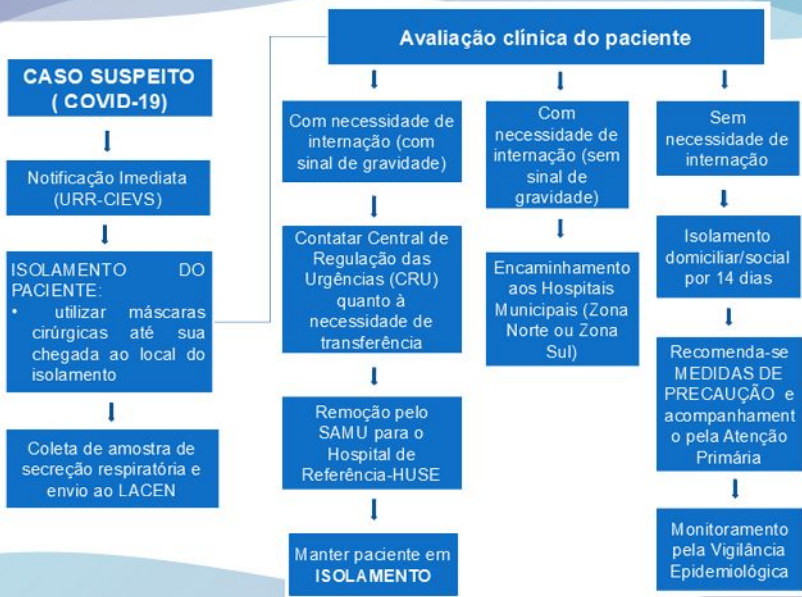 Avaliação clínica do paciente
CASO SUSPEITO
( COVID-19)
Notificação Imediata
(URR-CIEVS)
ISOLAMENTO DO
PACIENTE:
• utilizar máscaras
cirúrgicas até sua
chegada ao local do
isolamento
Coleta de amostra de
secreção respiratória e
envio ao LACEN
Com necessidade de
internação (com
sinal de gravidade)
Contatar Central de
Regulação das
Urgências (CRU)
quanto à
necessidade de
transferência
Remoção pelo
SAMU para o
Hospital de
Referência-HUSE
Manter paciente em
ISOLAMENTO
Com
necessidade de
internação (sem
sinal de
gravidade)
Encaminhamento
aos Hospitais
Municipais (Zona
Norte ou Zona
Sul)
Sem
necessidade de
internação
Isolamento
domiciliar/social
por 14 dias
Recomenda-se
MEDIDAS DE
PRECAUÇÃO e
acompanhament
o pela Atenção
Primária
Monitoramento
pela Vigilância
Epidemiológica